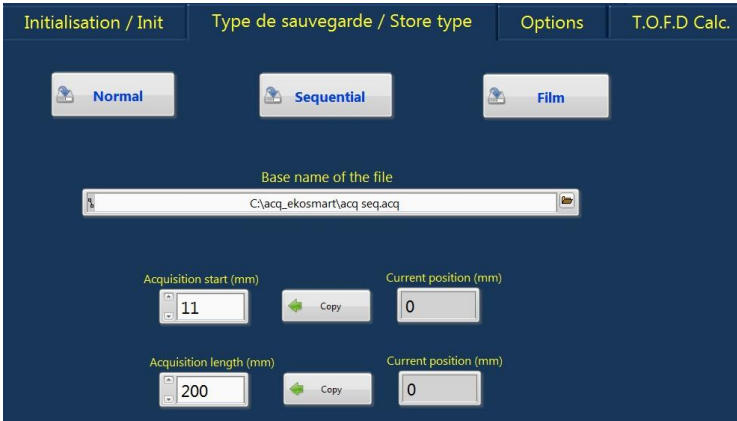 Initialisation / Init Type de sauvegarde / Store type Options T.O.F.D Calc.
Normal Sequential Film
Base name of the file
C:\acq_ekosmart\acq seq.acq
Acquisition start (mm) Current position (mm)
11 Copy 0
Acquisition length (mm) Current position (mm)
200 Copy 0